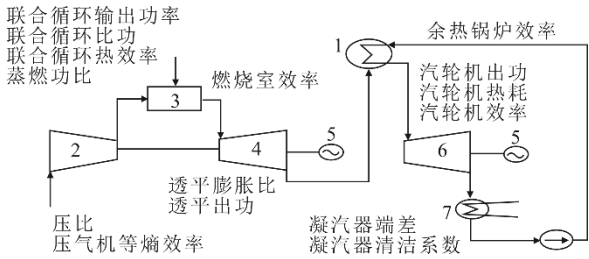 联合循环输出功率
联合循环比功
联合循环热效率
蒸燃功比
燃烧室效率
余热锅炉效率
1
汽轮机出功
汽轮机热耗
汽轮机效率
3
2
4
5
6
5
透平膨胀比
透平出功
7
压比
压气机等熵效率
凝汽器端差
凝汽器清洁系数